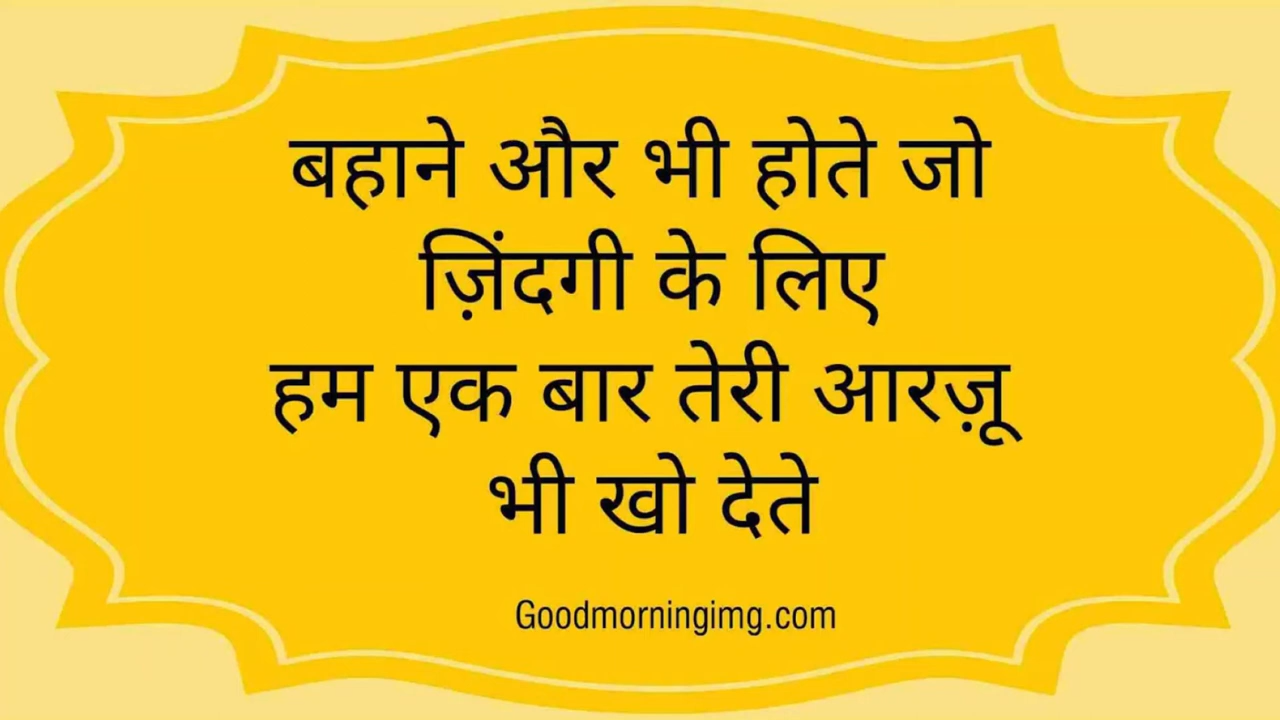 बहाने और भी होते जो
ज़िंदगी के लिए
हम एक बार तेरी आरज़ू
भी खो देते
Goodmorningimg.com